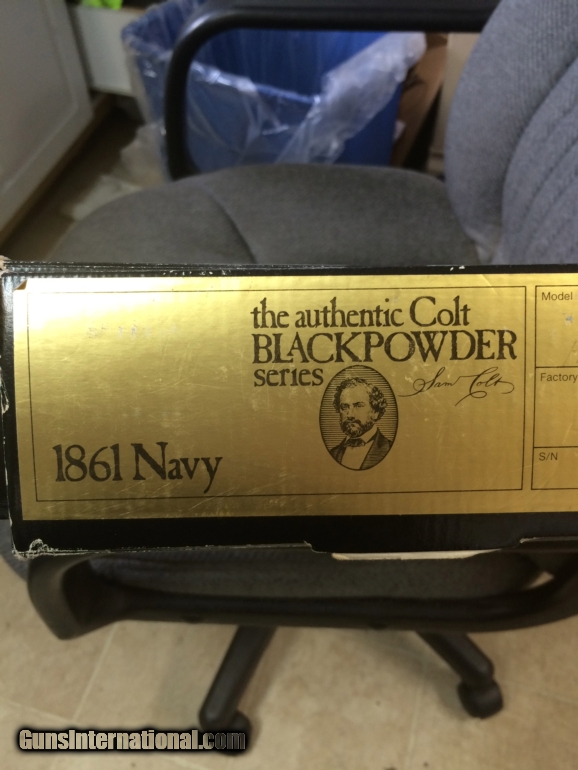 the authentic Colt
BLACKPOWDER
series
Sam Colt
1861 Navy
Model
Factory
S/N
GunsInternational.com